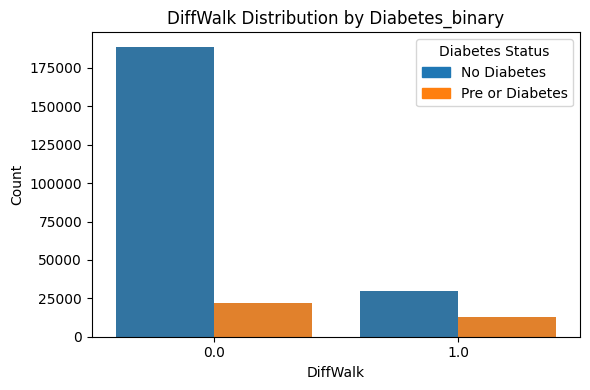 DiffWalk Distribution by Diabetes_binary
Diabetes Status
No Diabetes
Pre or Diabetes
Count
175000
150000
125000
100000
75000
50000
25000
0
0.0
1.0
DiffWalk